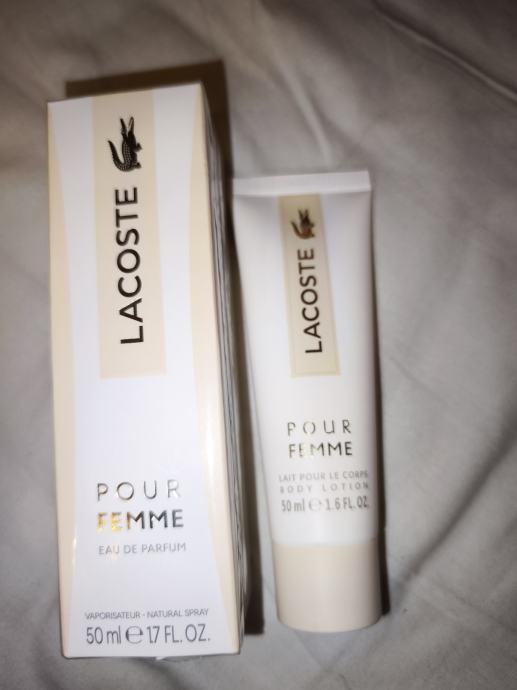 LACOSTE
POUR
FEMME
EAU DE PARFUM
VAPORISATEUR - NATURAL SPRAY
50 ml ℮ 1.7 FL. OZ.
LACOSTE
POUR
FEMME
LAIT POUR LE CORPS
BODY LOTION
50 ml ℮ 1.6 FL. OZ.